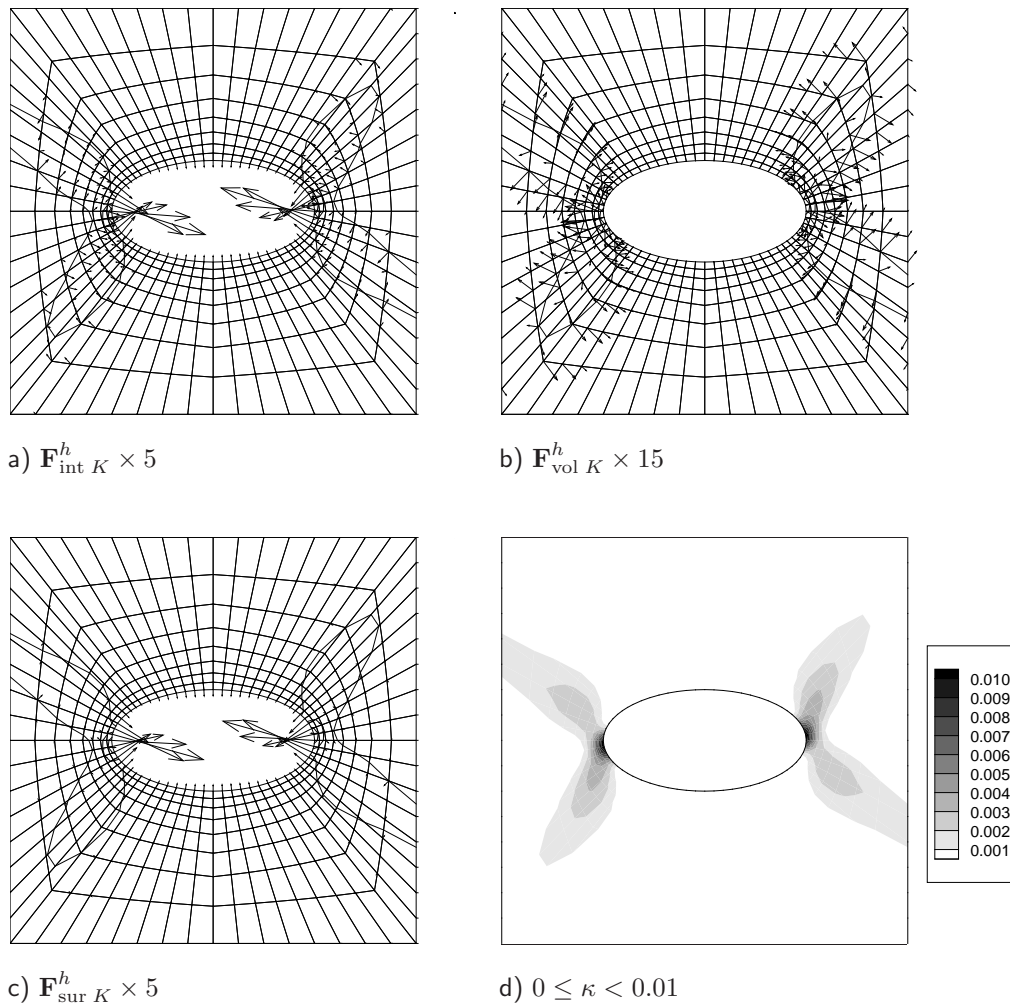 a) F^h_int K × 5
b) F^h_vol K × 15
0.010
0.009
0.008
0.007
0.006
0.005
0.004
0.003
0.002
0.001
c) F^h_sur K × 5
d) 0 ≤ κ < 0.01